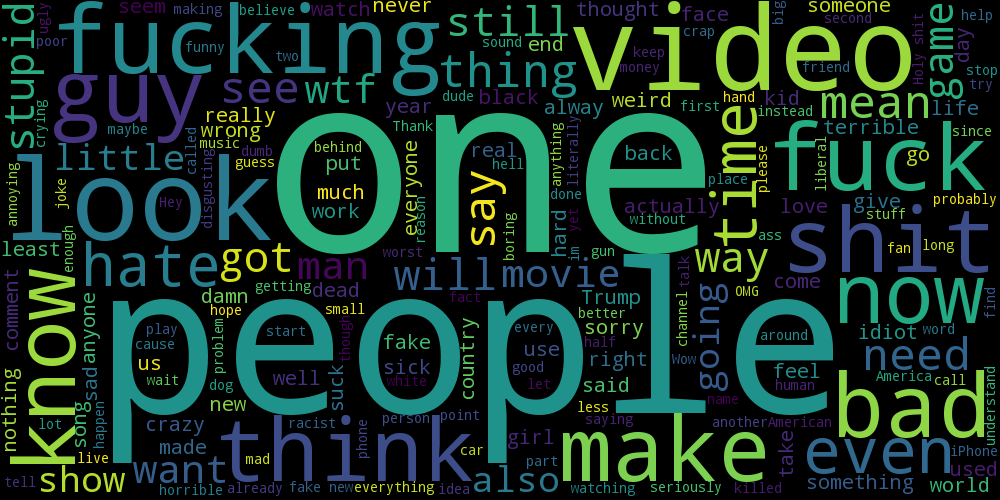 seem
making
believe
watch
never
thought
face
someone
big
help
ugly
poor
stupid
fucking
funny
two
still
sound
end
crap
video
second
Holy shit
game
day
stop
try
keep
money
friend
crying
guy
see
wtf
thing
dude
year
black
alway
weird
first
hand
kid
instead
mean
life
maybe
really
wrong
music
dumb
guess
called
Thank
behind
put
much
work
one
real
hell
back
anything
literally
time
please
terrible
since
fuck
liberal
go
look
little
annoying
joke
Hey
disgusting
everyone
reason
say
boring
hard
done
yet
im
place
actually
without
ass
love
give
stuff
probably
shit
fan
long
least
enough
hate
got
man
worst
will
movie
gun
talk
way
come
comment
know
anyone
damn
getting
dead
hope
small
fact
Trump
better
sorry
channel
going
OMG
now
find
play
cause
problem
start
though
people
every
good
use
half
right
around
idiot
word
need
us
wait
sad
dog
well
fake
sick
country
white
let
said
name
human
feel
America
call
bad
understand
nothing
lot
song
happen
new
suck
less
crazy
made
racist
phone
person
point
girl
saying
make
another
American
take
even
iPhone
live
want
think
mad
car
part
also
tell
show
horrible
already
fake new
everything
idea
watching
seriously
killed
something
used
world